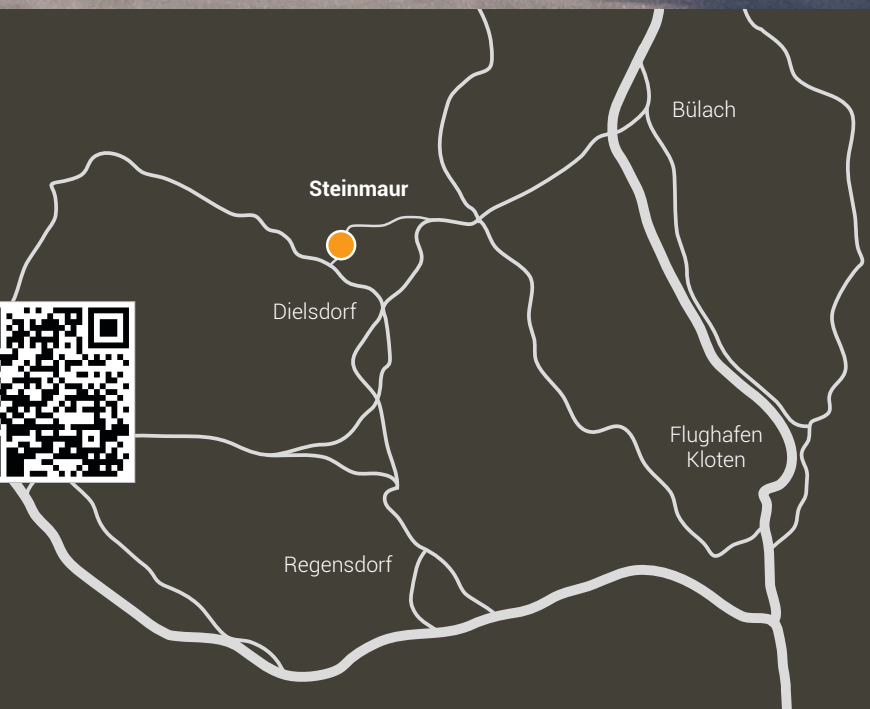 Bülach
Steinmaur
Dielsdorf
Flughafen
Kloten
Regensdorf